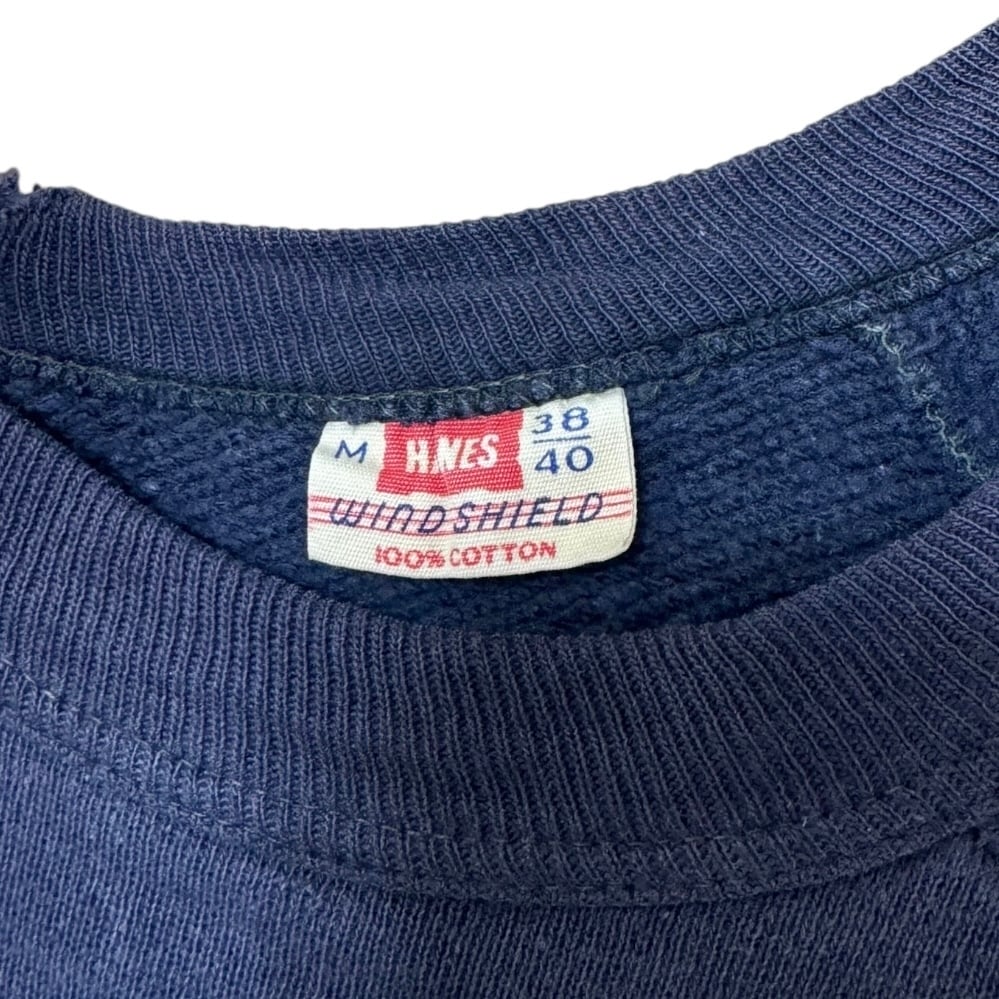 M HANES 38
40
WINDSHIELD
100% COTTON